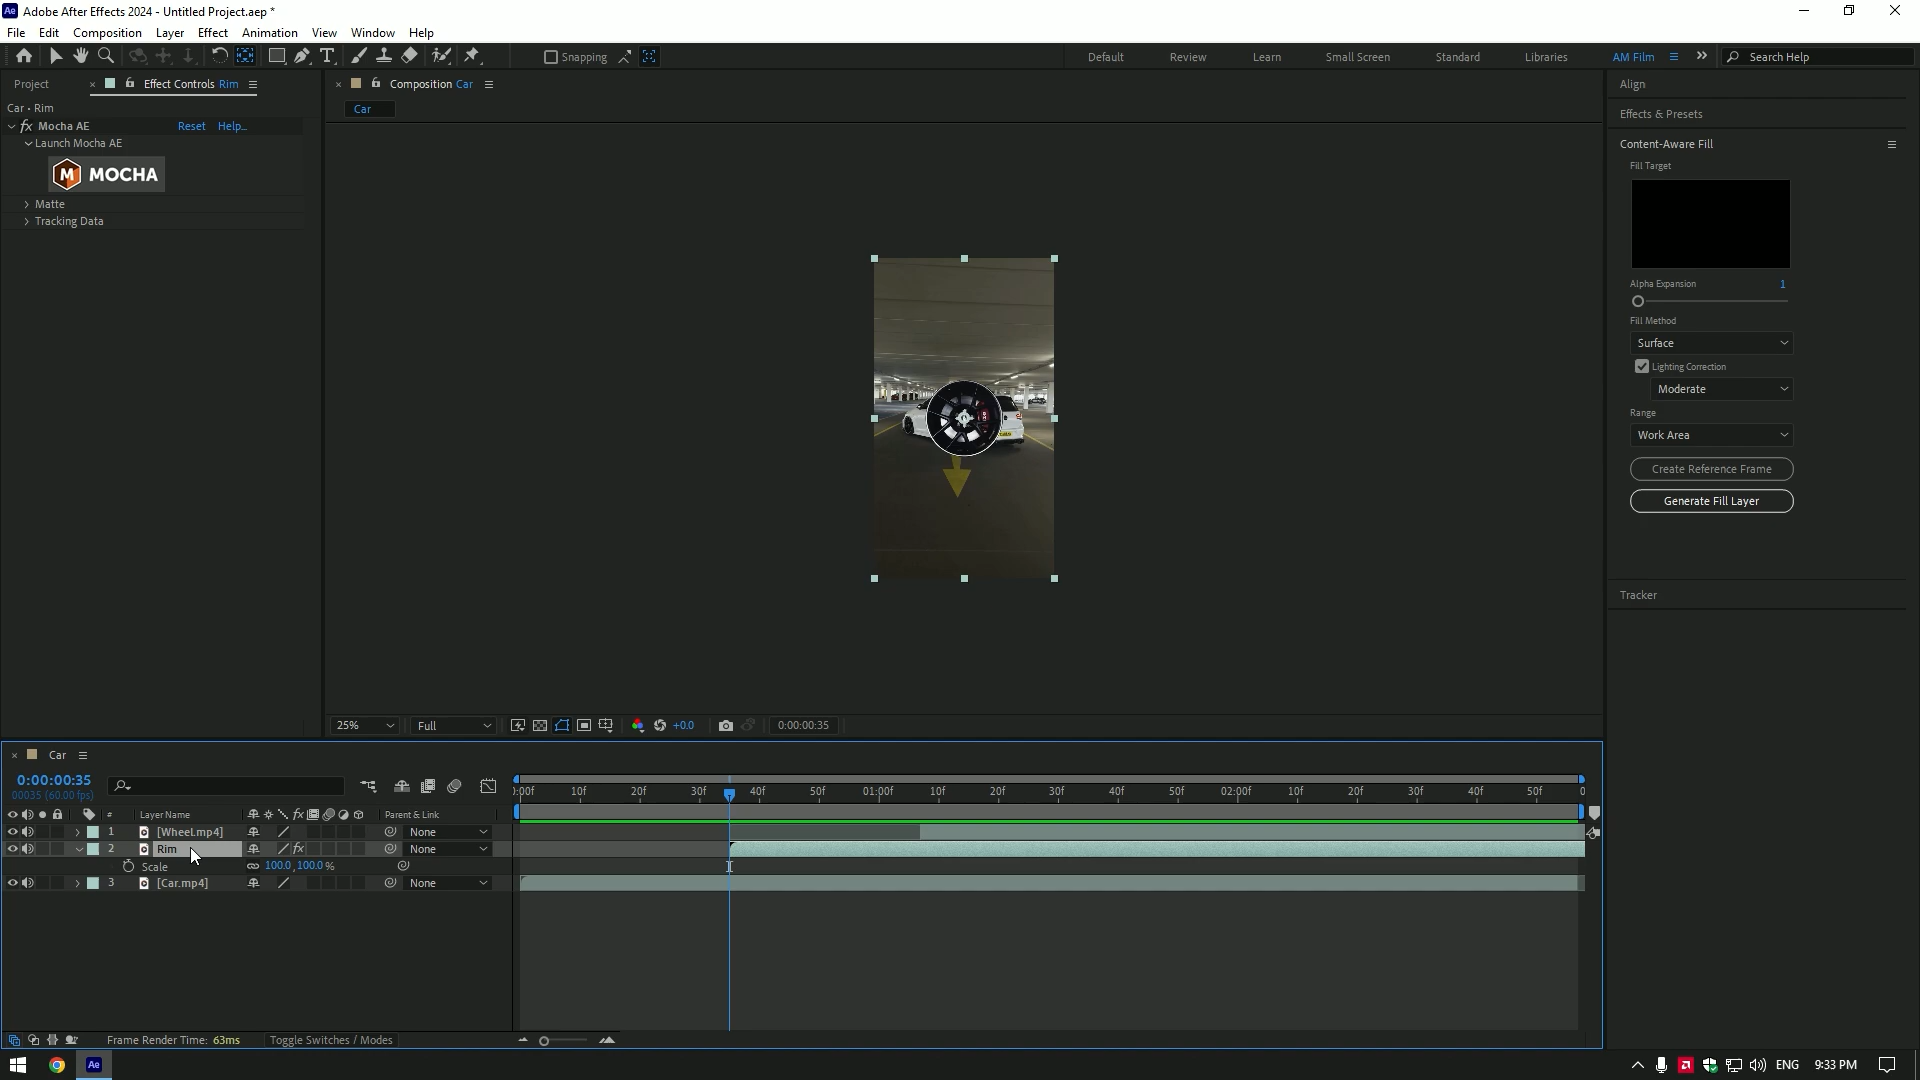 Adobe After Effects 2024 - Untitled Project.aep *
File Edit Composition Layer Effect Animation View Window Help
Snapping
Default Review Learn Small Screen Standard Libraries AM Film Search Help
Project Effect Controls Rim
Composition Car
Align
Car • Rim
Car
Mocha AE Reset Help...
Effects & Presets
Launch Mocha AE
Content-Aware Fill
Fill Target
MOCHA
Matte
Tracking Data
Alpha Expansion 1
Fill Method
Surface
Lighting Correction
Moderate
Range
Work Area
Create Reference Frame
Generate Fill Layer
Tracker
25% Full +0.0 0:00:00:35
Car
0:00:00:35
00035 (60.00 fps)
):00f 10f 20f 30f 40f 50f 01:00f 10f 20f 30f 40f 50f 02:00f 10f 20f 30f 40f 50f 0
# Layer Name Parent & Link
1 [Wheel.mp4] None
2 Rim None
Scale 100.0, 100.0 %
3 [Car.mp4] None
Frame Render Time: 63ms Toggle Switches / Modes
ENG 9:33 PM